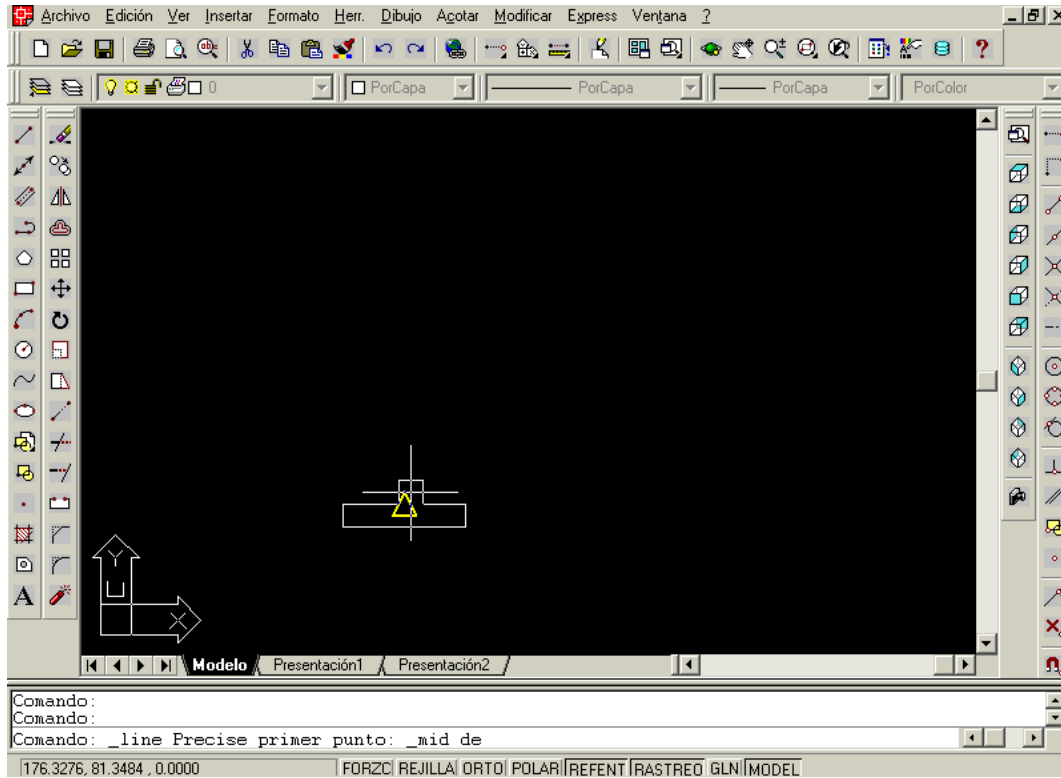 Archivo Edición Ver Insertar Formato Herr. Dibujo Acotar Modificar Express Ventana ?
0 PorCapa PorCapa PorCapa PorColor
A
Y
X
Modelo Presentación1 Presentación2
Comando:
Comando:
Comando: _line Precise primer punto: _mid de
176.3276, 81.3484 , 0.0000 FORZC REJILLA ORTO POLAR REFENT RASTREO GLN MODEL